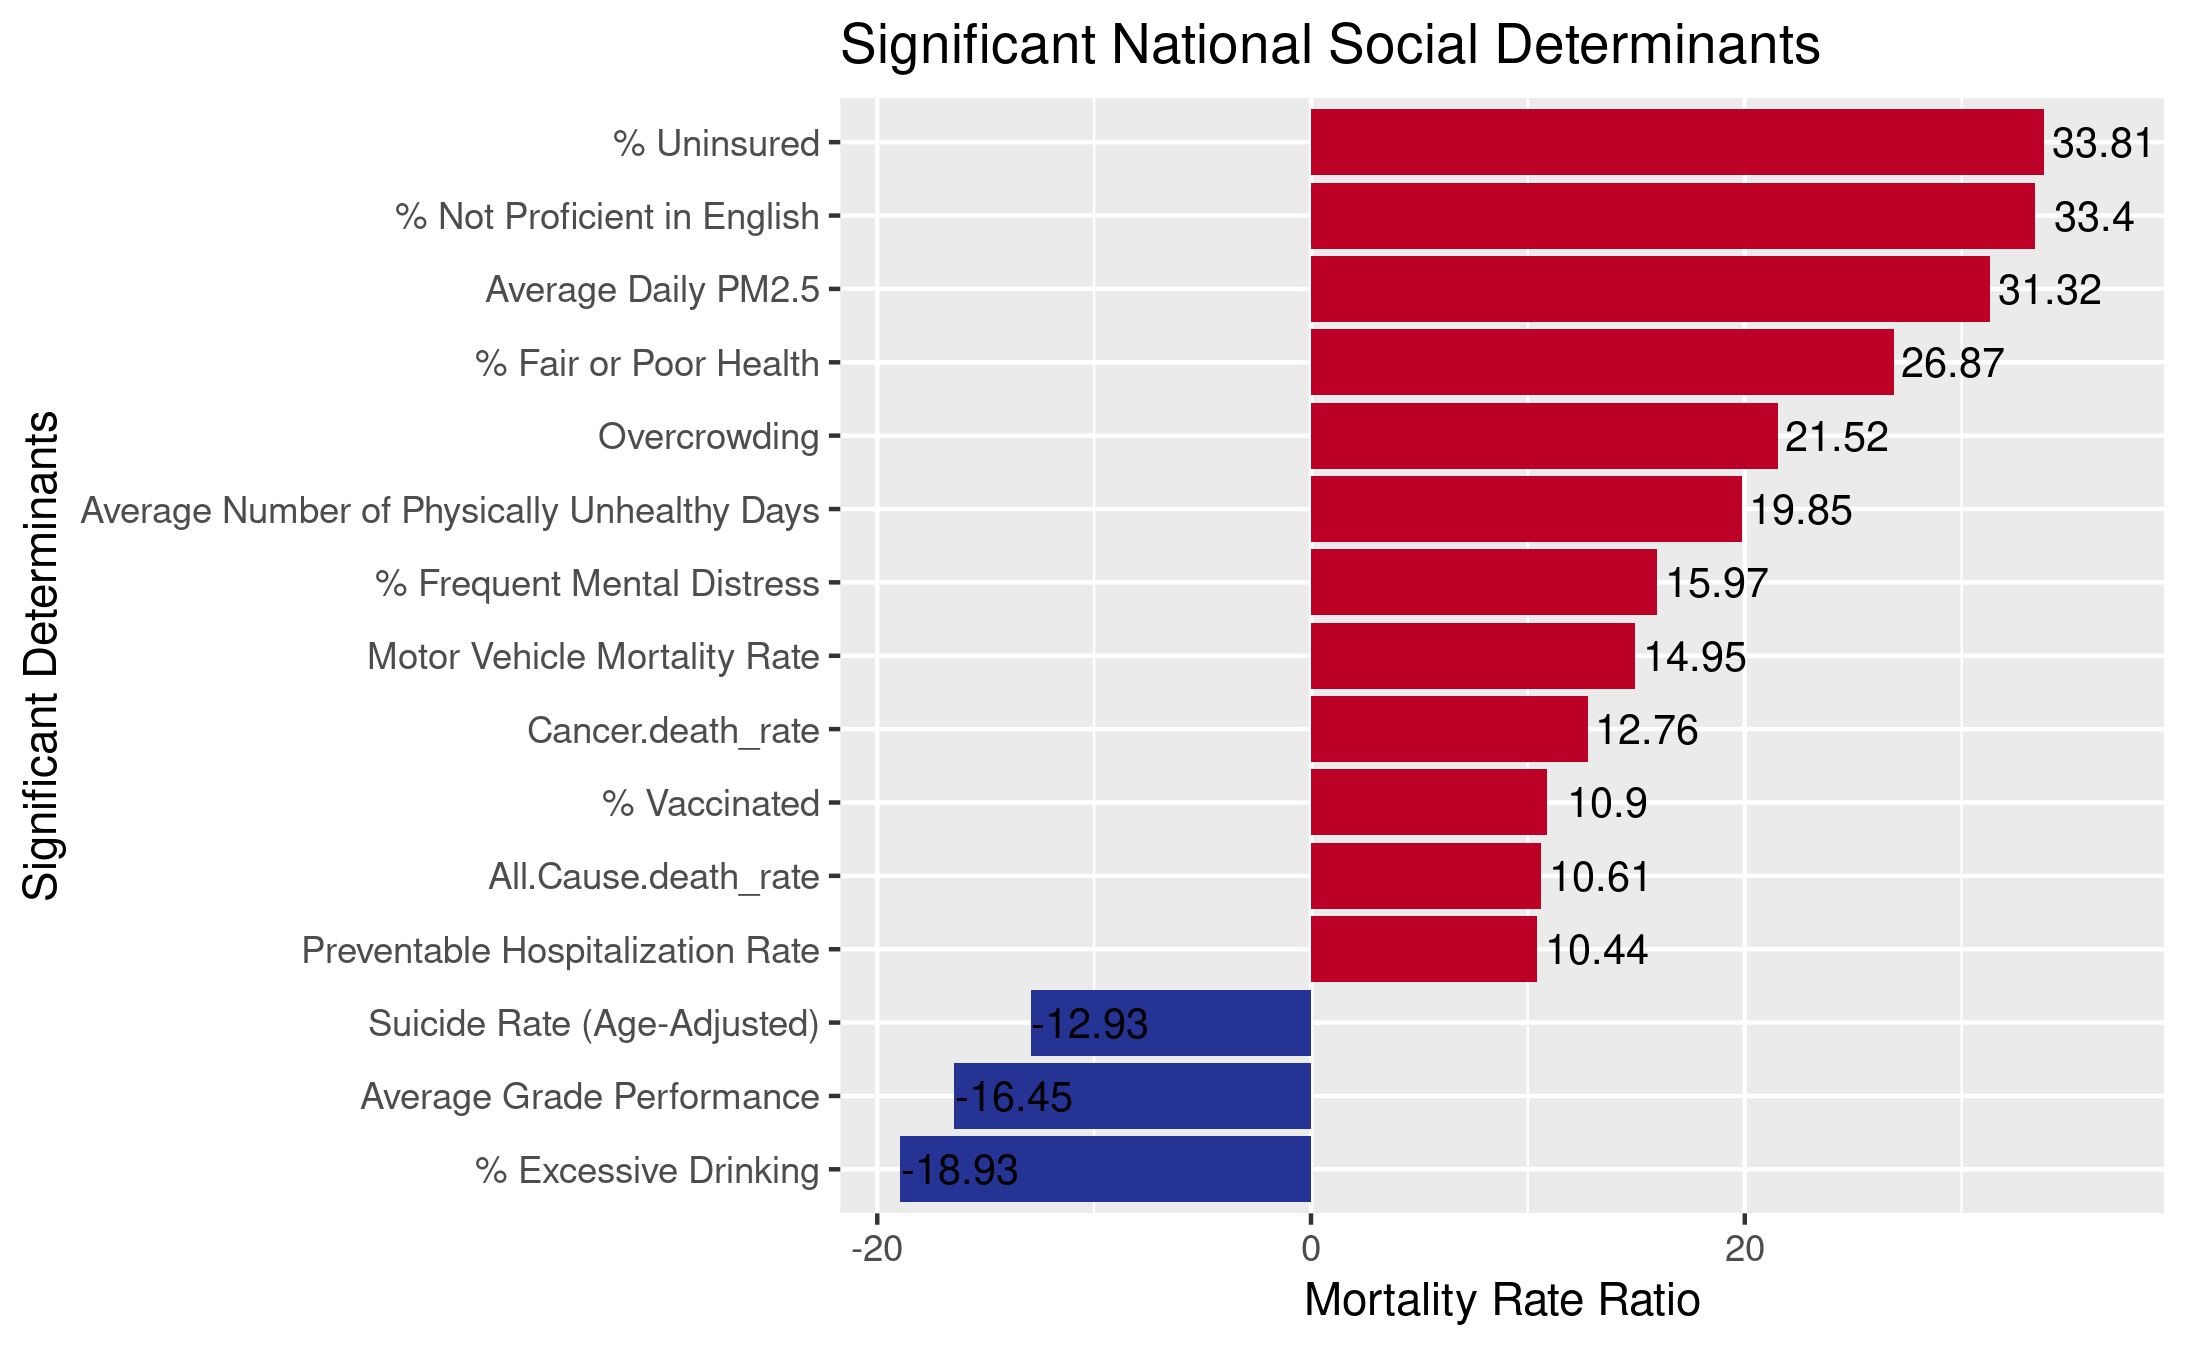 Significant National Social Determinants
Significant Determinants
% Uninsured 33.81
% Not Proficient in English 33.4
Average Daily PM2.5 31.32
% Fair or Poor Health 26.87
Overcrowding 21.52
Average Number of Physically Unhealthy Days 19.85
% Frequent Mental Distress 15.97
Motor Vehicle Mortality Rate 14.95
Cancer.death_rate 12.76
% Vaccinated 10.9
All.Cause.death_rate 10.61
Preventable Hospitalization Rate 10.44
Suicide Rate (Age-Adjusted) -12.93
Average Grade Performance -16.45
% Excessive Drinking -18.93
-20 0 20
Mortality Rate Ratio